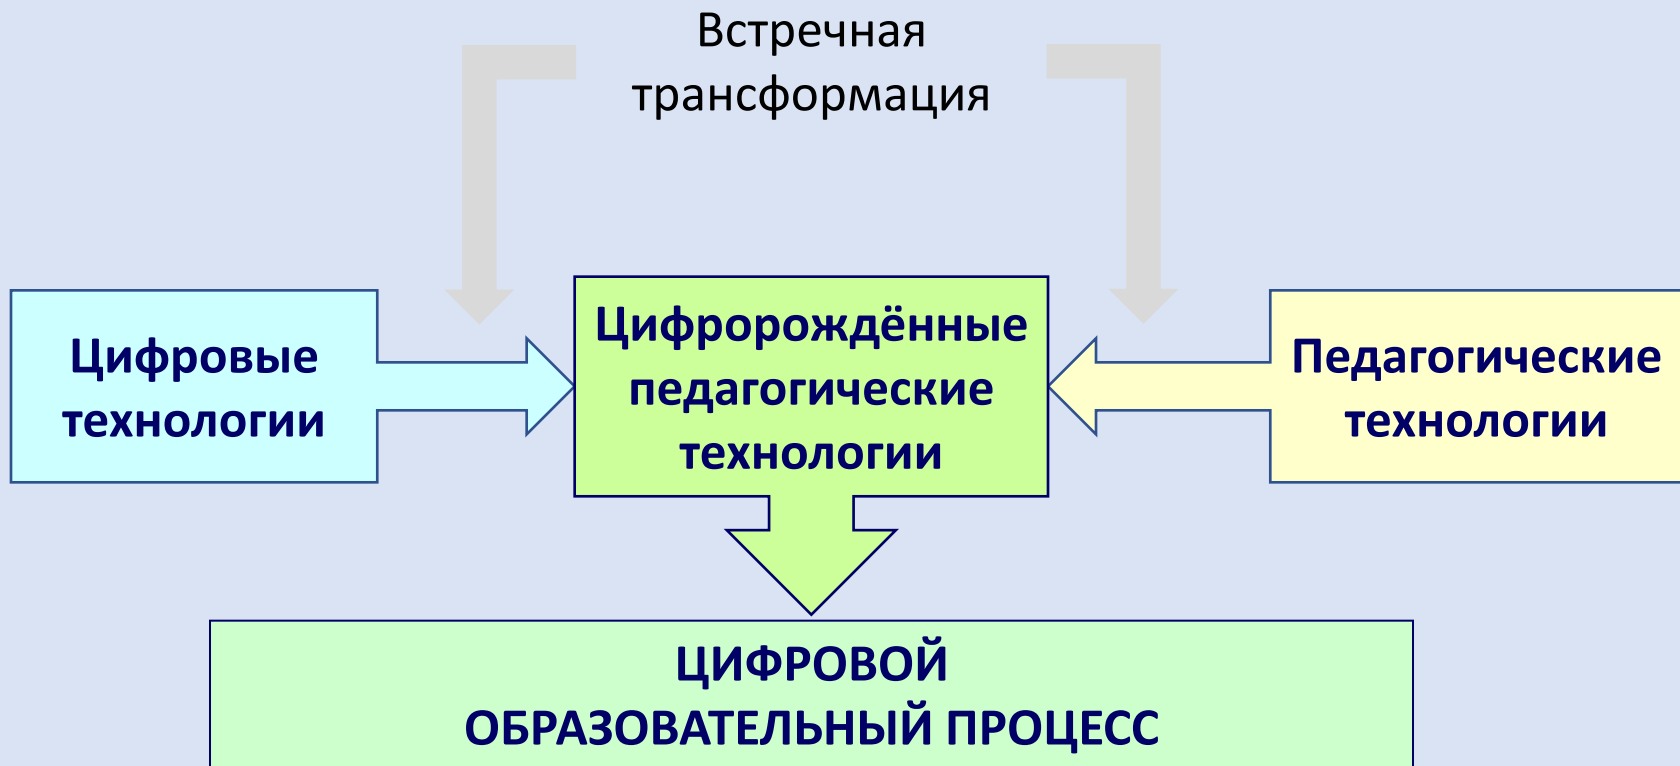 Встречная
трансформация
Цифровые
технологии
Цифророждённые
педагогические
технологии
Педагогические
технологии
ЦИФРОВОЙ
ОБРАЗОВАТЕЛЬНЫЙ ПРОЦЕСС